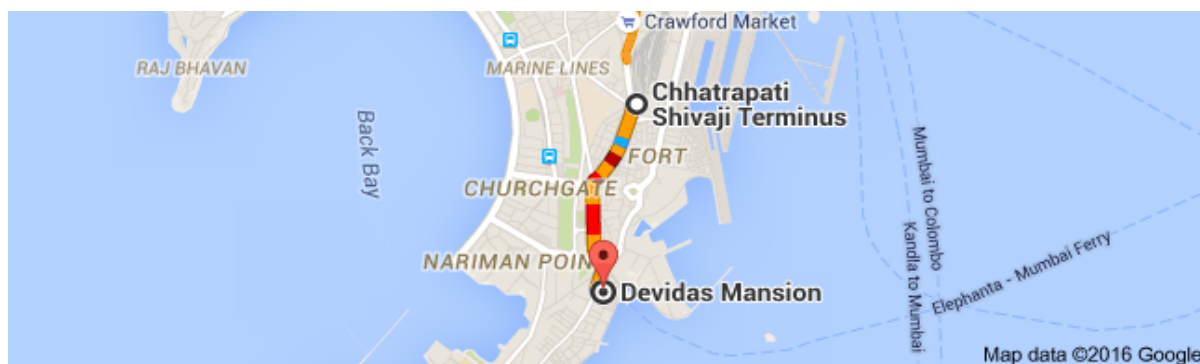 Crawford Market
RAJ BHAVAN
MARINE LINES
Chhatrapati
Shivaji Terminus
Back Bay
FORT
CHURCHGATE
Mumbai to Colombo
Kandla to Mumbai
NARIMAN POIN
Devidas Mansion
Elephanta - Mumbai Ferry
Map data ©2016 Google